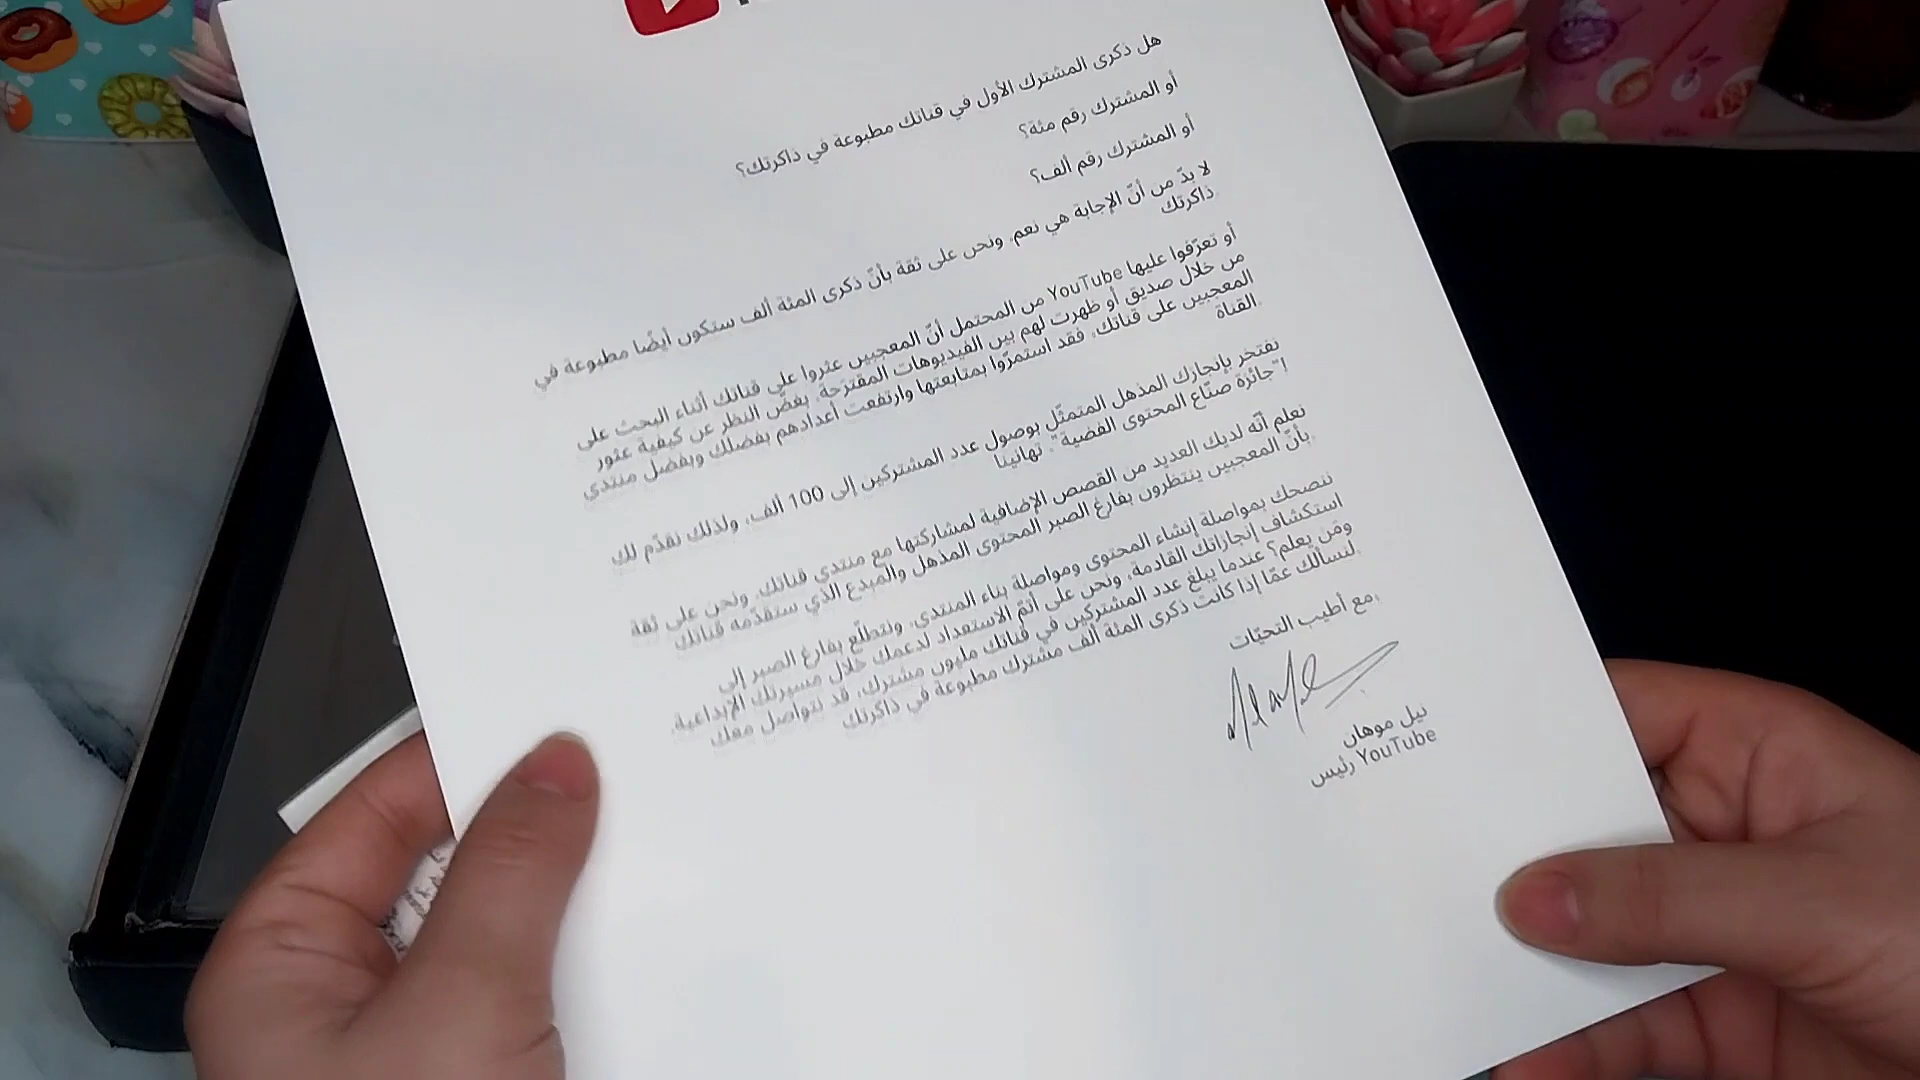 هل ذكرى المشترك الأول في قناتك مطبوعة في ذاكرتك؟
أو المشترك رقم مئة؟
أو المشترك رقم ألف؟
لا بدّ من أنّ الإجابة هي نعم. ونحن على ثقة بأنّ ذكرى المئة ألف ستكون أيضًا مطبوعة في
ذاكرتك
أو تعرّفوا عليها YouTube من المحتمل أنّ المعجبين عثروا على قناتك أثناء البحث على
من خلال صديق أو ظهرت لهم بين الفيديوهات المقترَحة. بغضّ النظر عن كيفية عثور
المعجبين على قناتك، فقد استمرّوا بمتابعتها وارتفعت أعدادهم بفضلك وبفضل منتدى
القناة
نفتخر بإنجازك المذهل المتمثّل بوصول عدد المشتركين إلى 100 ألف، ولذلك نقدّم لك
"جائزة صنّاع المحتوى الفضية". تهانينا!
نعلم أنّه لديك العديد من القصص الإضافية لمشاركتها مع منتدى قناتك، ونحن على ثقة
بأنّ المعجبين ينتظرون بفارغ الصبر المحتوى المذهل والمبدع الذي ستقدّمه قناتك
ننصحك بمواصلة إنشاء المحتوى ومواصلة بناء المنتدى، ونتطلّع بفارغ الصبر إلى
استكشاف إنجازاتك القادمة، ونحن على أتمّ الاستعداد لدعمك خلال مسيرتك الإبداعية.
ومَن يعلم؟ عندما يبلغ عدد المشتركين في قناتك مليون مشترك، قد نتواصل معك
لنسألك عمّا إذا كانت ذكرى المئة ألف مشترك مطبوعة في ذاكرتك
مع أطيب التحيّات،
نيل موهان
YouTube رئيس